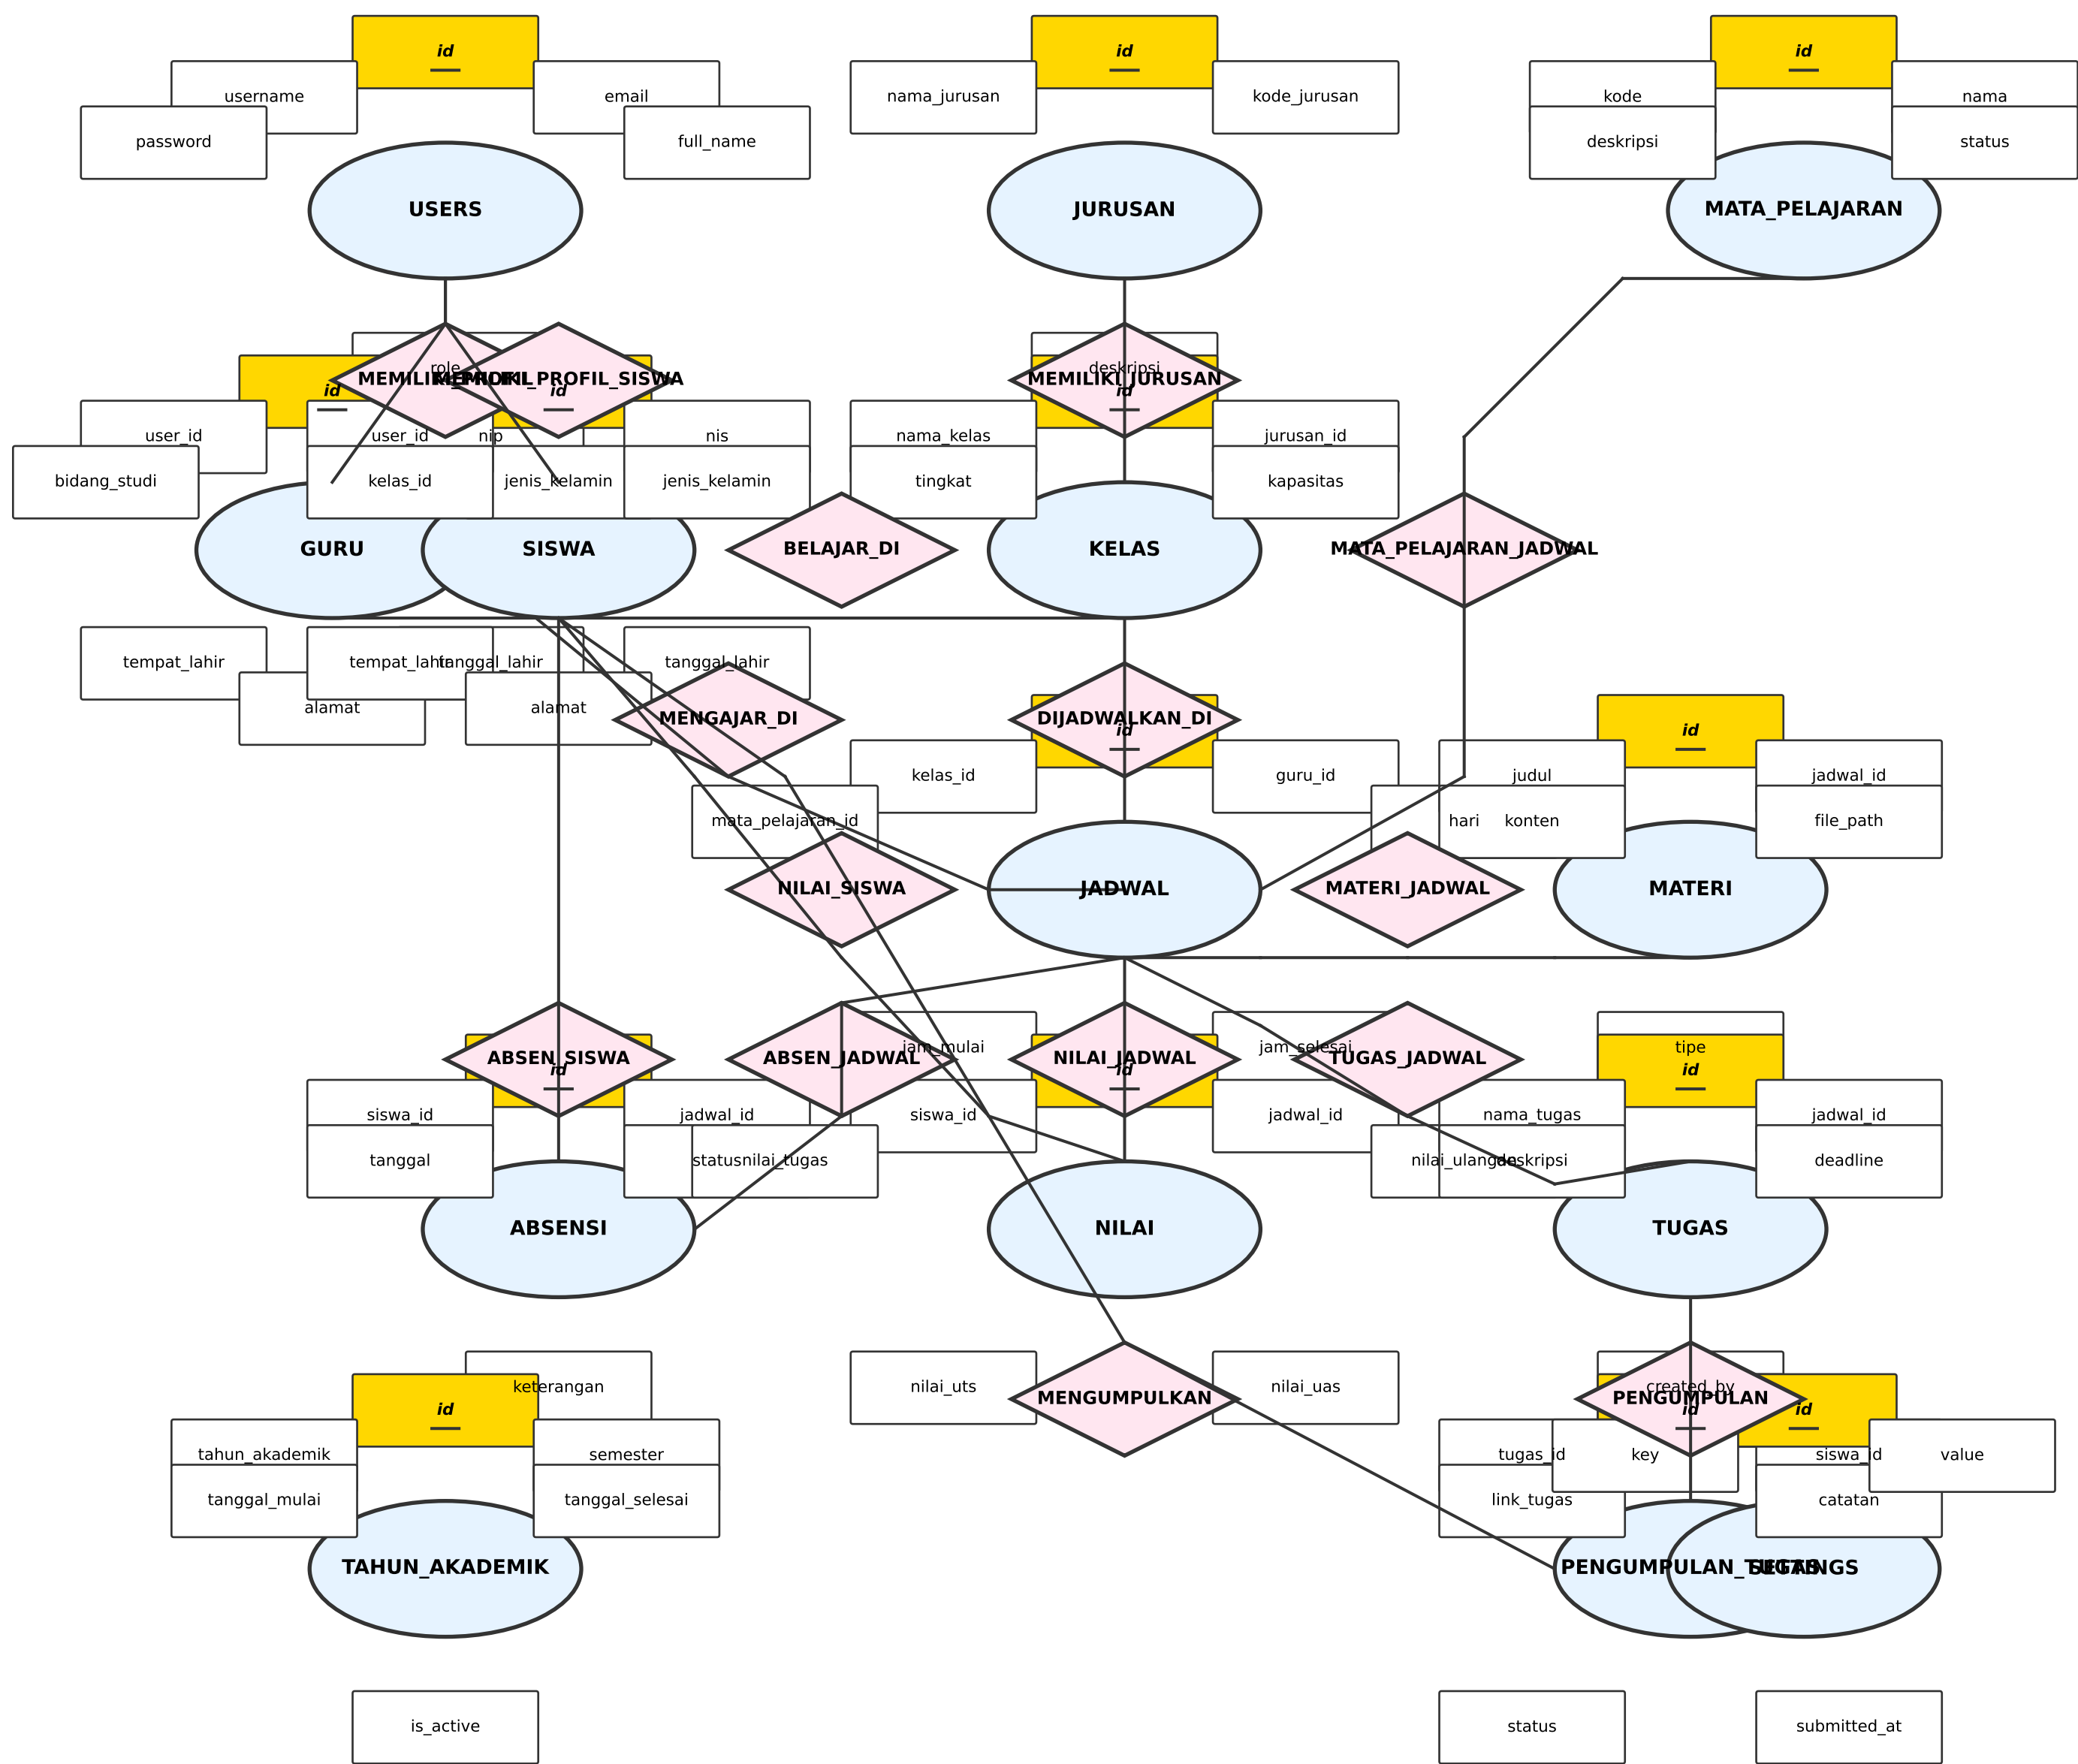 id
id
id
username
email
nama_jurusan
kode_jurusan
kode
nama
password
full_name
deskripsi
status
USERS
JURUSAN
MATA_PELAJARAN
role
deskripsi
MEMILIKI_PROFIL
MEMILIKI_PROFIL_SISWA
MEMILIKI_JURUSAN
id
id
id
user_id
user_id
nip
nis
nama_kelas
jurusan_id
bidang_studi
kelas_id
jenis_kelamin
jenis_kelamin
tingkat
kapasitas
GURU
SISWA
BELAJAR_DI
KELAS
MATA_PELAJARAN_JADWAL
tempat_lahir
tempat_lahir
tanggal_lahir
tanggal_lahir
alamat
alamat
MENGAJAR_DI
DIJADWALKAN_DI
id
id
kelas_id
guru_id
judul
jadwal_id
mata_pelajaran_id
hari
konten
file_path
NILAI_SISWA
JADWAL
MATERI_JADWAL
MATERI
jam_mulai
jam_selesai
tipe
ABSEN_SISWA
ABSEN_JADWAL
NILAI_JADWAL
TUGAS_JADWAL
id
id
id
siswa_id
jadwal_id
siswa_id
jadwal_id
nama_tugas
jadwal_id
tanggal
status
nilai_tugas
nilai_ulangan
deskripsi
deadline
ABSENSI
NILAI
TUGAS
keterangan
nilai_uts
nilai_uas
created_by
MENGUMPULKAN
PENGUMPULAN
id
id
id
tahun_akademik
semester
tugas_id
key
siswa_id
value
tanggal_mulai
tanggal_selesai
link_tugas
catatan
TAHUN_AKADEMIK
PENGUMPULAN_TUGAS
SETTINGS
is_active
status
submitted_at